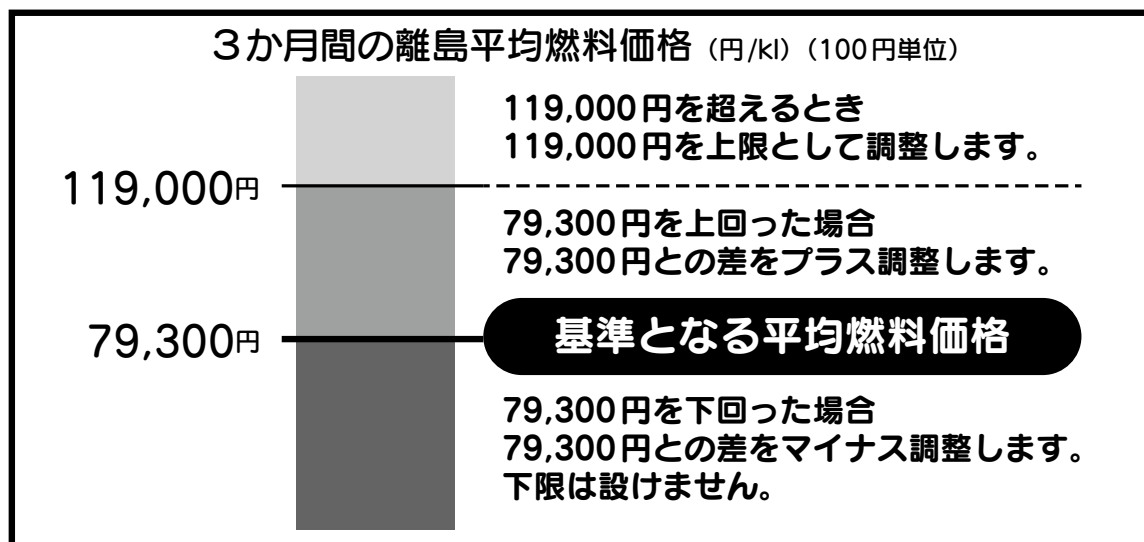 ３か月間の離島平均燃料価格（円/kl）（100円単位）
119,000円を超えるとき
119,000円を上限として調整します。
119,000円
79,300円を上回った場合
79,300円との差をプラス調整します。
79,300円
基準となる平均燃料価格
79,300円を下回った場合
79,300円との差をマイナス調整します。
下限は設けません。